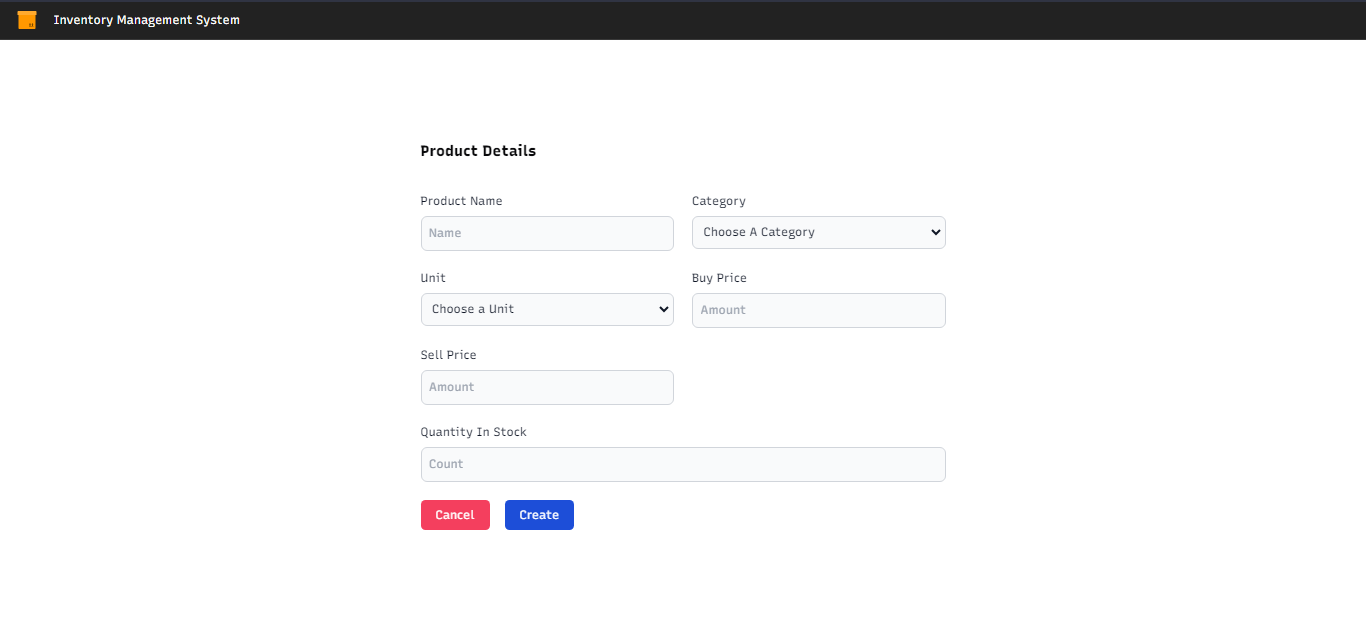 Inventory Management System
Product Details
Product Name
Category
Name
Choose A Category
Unit
Buy Price
Choose a Unit
Amount
Sell Price
Amount
Quantity In Stock
Count
Cancel
Create